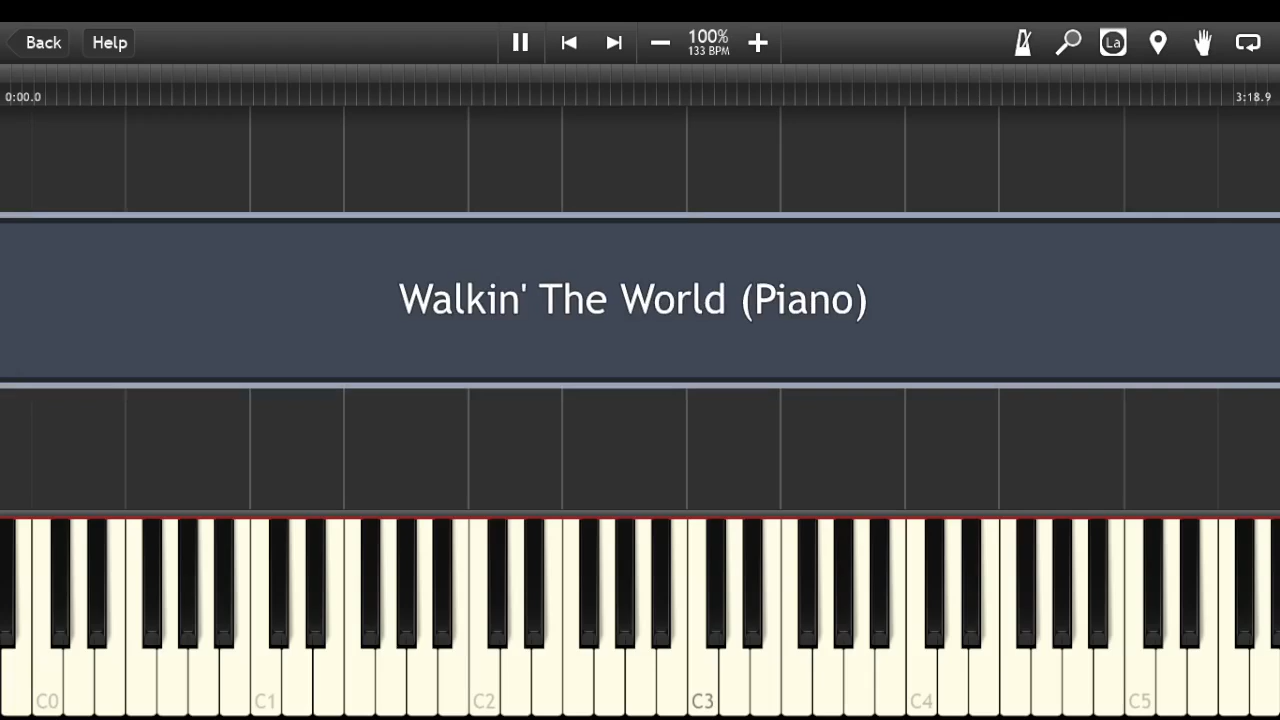 Back Help 100% La
133 BPM
0:00.0 3:18.9
Walkin' The World (Piano)
C0 C1 C2 C3 C4 C5